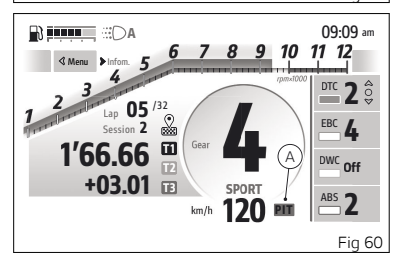 A 09:09 am
Menu Infom.
1 2 3 4 5 6 7 8 9 10 11 12
rpm×1000
Lap 05 /32
Session 2
1’66.66 T1
T2
+03.01 T3
Gear 4
SPORT
km/h 120 PIT
A
DTC 2
EBC 4
DWC Off
ABS 2
Fig 60